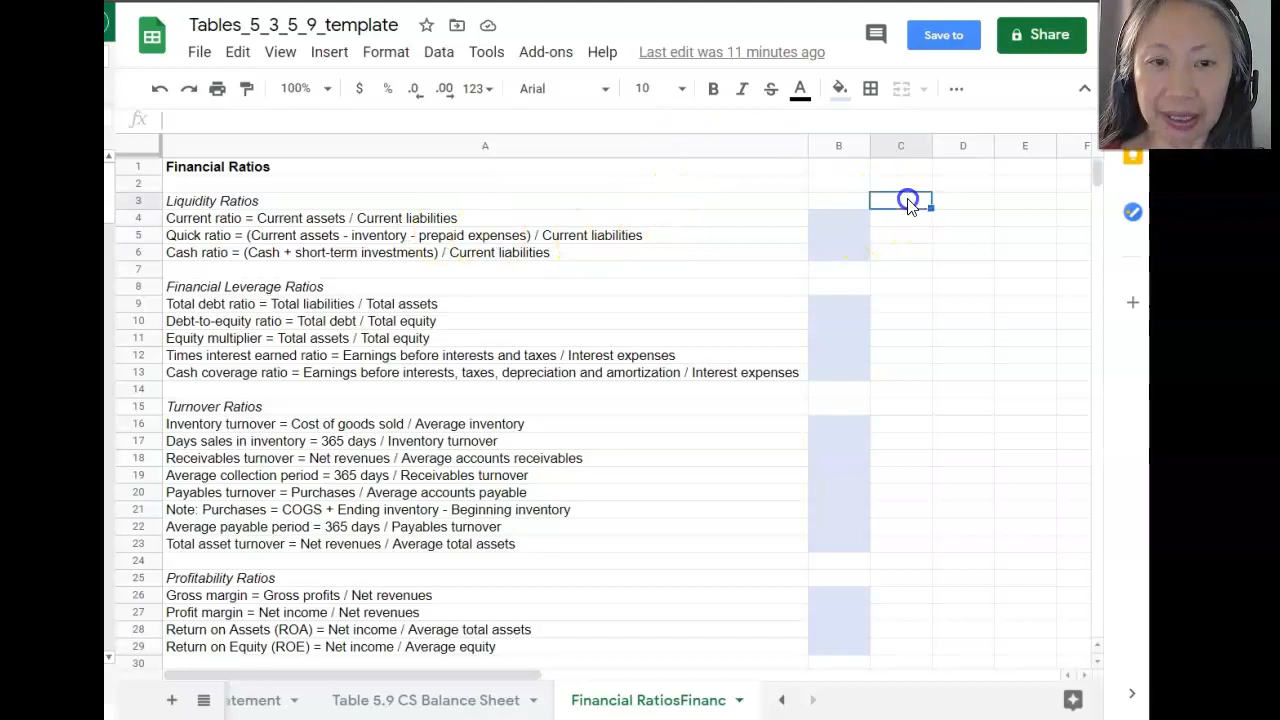 Tables_5_3_5_9_template
File Edit View Insert Format Data Tools Add-ons Help Last edit was 11 minutes ago
Save to
Share
100% $ % .0 .00 123 Arial 10 B I S A
fx
A B C D E F
1 Financial Ratios
2
3 Liquidity Ratios
4 Current ratio = Current assets / Current liabilities
5 Quick ratio = (Current assets - inventory - prepaid expenses) / Current liabilities
6 Cash ratio = (Cash + short-term investments) / Current liabilities
7
8 Financial Leverage Ratios
9 Total debt ratio = Total liabilities / Total assets
10 Debt-to-equity ratio = Total debt / Total equity
11 Equity multiplier = Total assets / Total equity
12 Times interest earned ratio = Earnings before interests and taxes / Interest expenses
13 Cash coverage ratio = Earnings before interests, taxes, depreciation and amortization / Interest expenses
14
15 Turnover Ratios
16 Inventory turnover = Cost of goods sold / Average inventory
17 Days sales in inventory = 365 days / Inventory turnover
18 Receivables turnover = Net revenues / Average accounts receivables
19 Average collection period = 365 days / Receivables turnover
20 Payables turnover = Purchases / Average accounts payable
21 Note: Purchases = COGS + Ending inventory - Beginning inventory
22 Average payable period = 365 days / Payables turnover
23 Total asset turnover = Net revenues / Average total assets
24
25 Profitability Ratios
26 Gross margin = Gross profits / Net revenues
27 Profit margin = Net income / Net revenues
28 Return on Assets (ROA) = Net income / Average total assets
29 Return on Equity (ROE) = Net income / Average equity
30
atement Table 5.9 CS Balance Sheet Financial RatiosFinanc